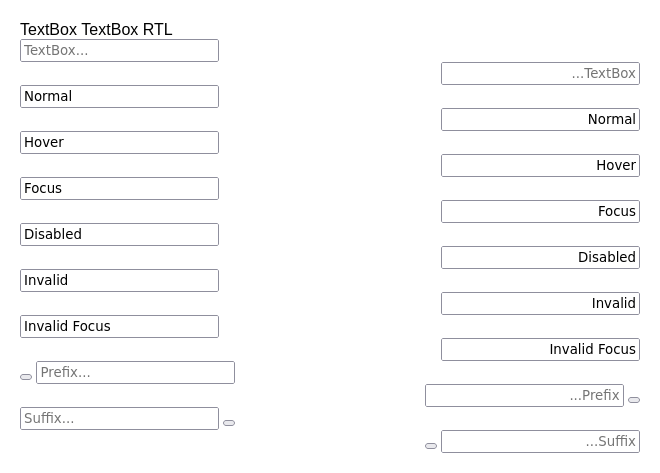 TextBox TextBox RTL
TextBox...
...TextBox
Normal
Normal
Hover
Hover
Focus
Focus
Disabled
Disabled
Invalid
Invalid
Invalid Focus
Invalid Focus
Prefix...
...Prefix
Suffix...
...Suffix